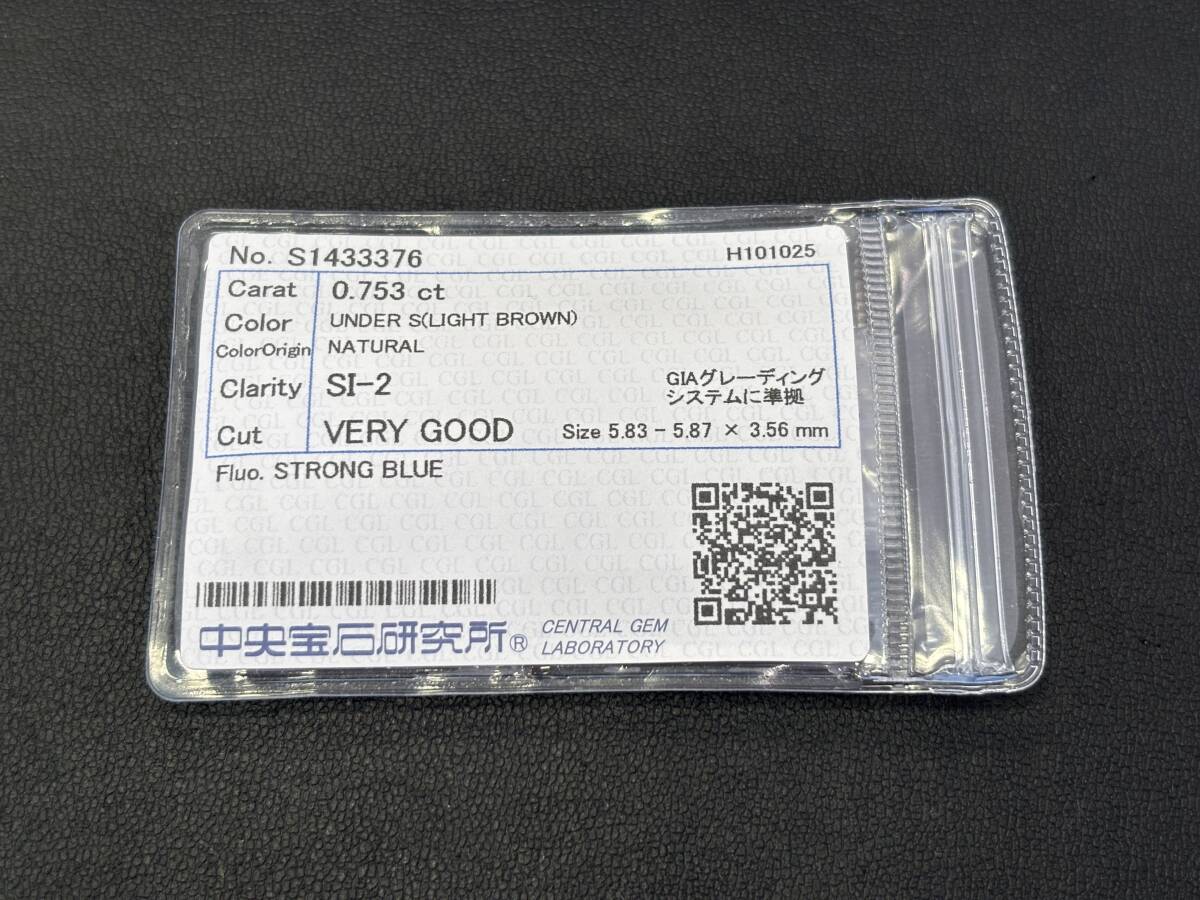 No. S1433376
H101025
Carat 0.753 ct
Color UNDER S(LIGHT BROWN)
ColorOrigin NATURAL
Clarity SI-2
GIAグレーディング
システムに準拠
Cut VERY GOOD Size 5.83 - 5.87 × 3.56 mm
Fluo. STRONG BLUE
中央宝石研究所® CENTRAL GEM
LABORATORY